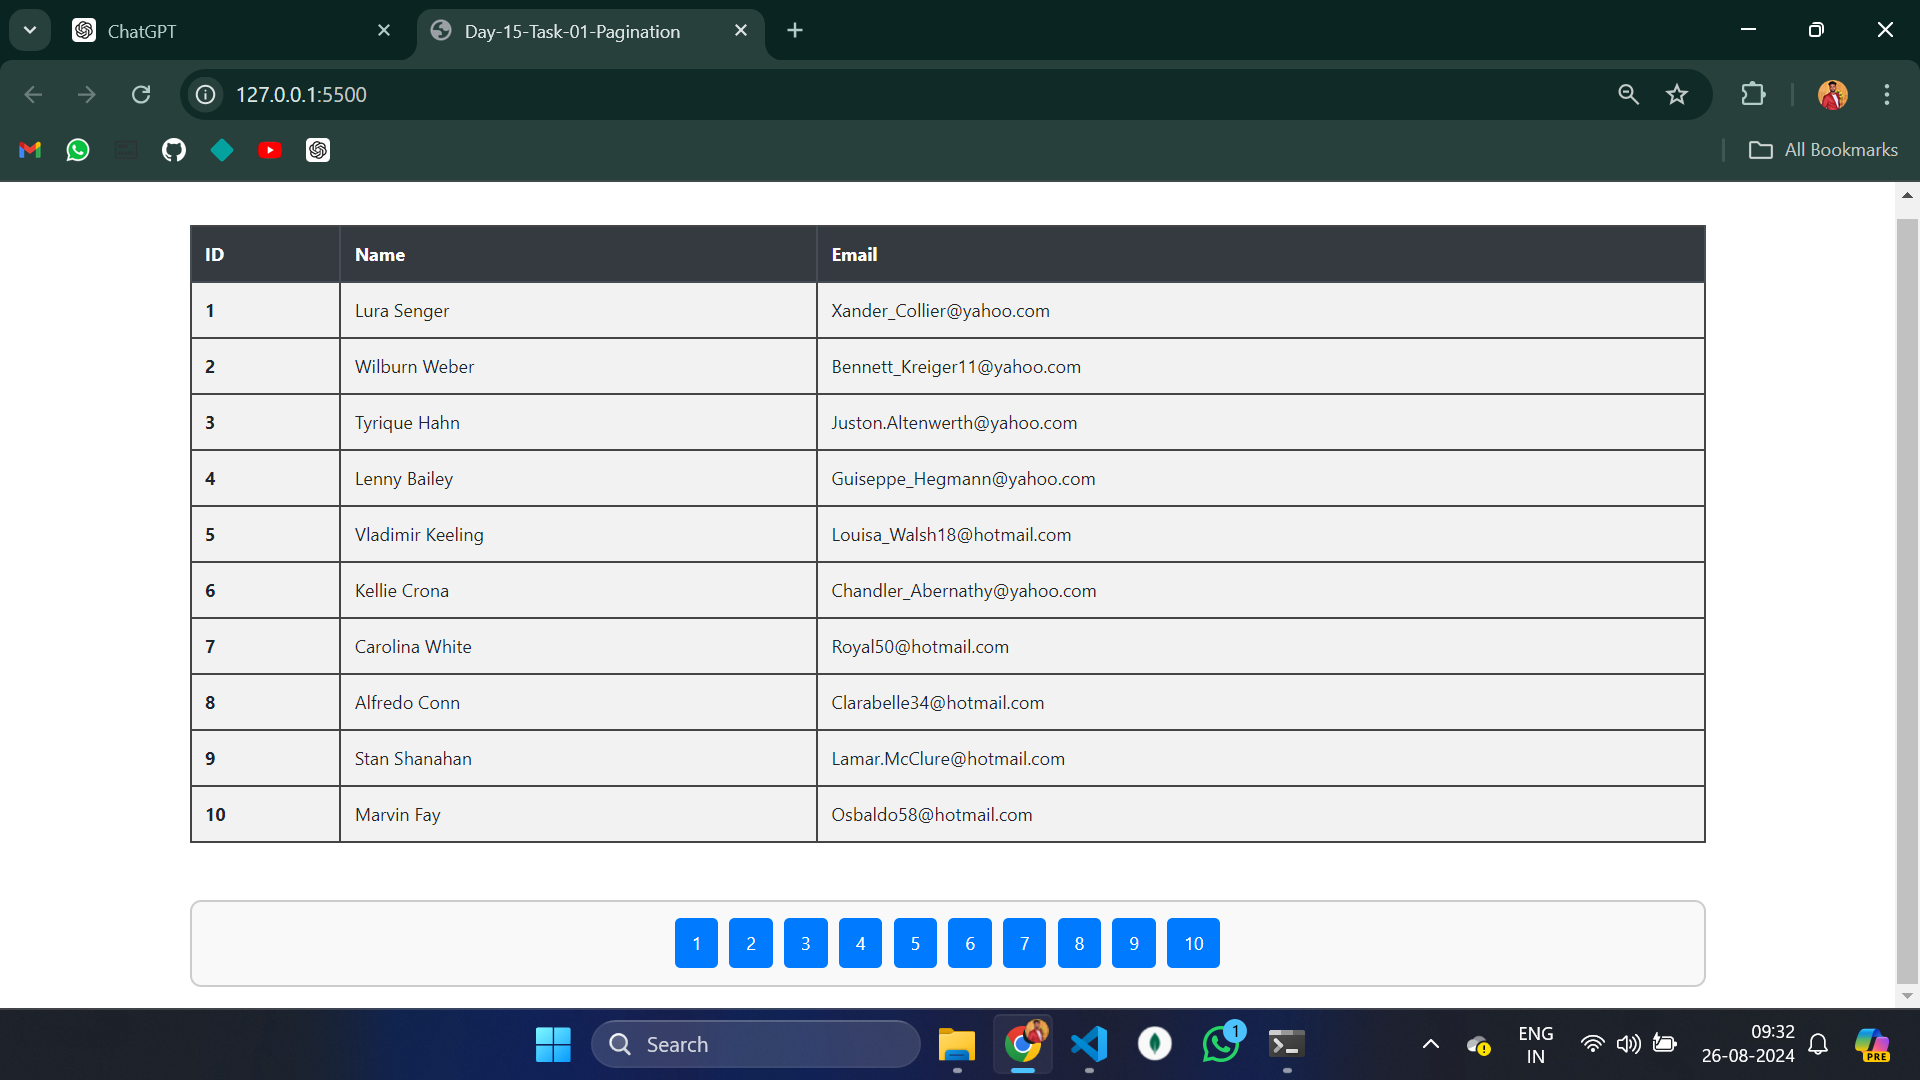 ChatGPT
Day-15-Task-01-Pagination
127.0.0.1:5500
All Bookmarks
ID Name Email
1 Lura Senger Xander_Collier@yahoo.com
2 Wilburn Weber Bennett_Kreiger11@yahoo.com
3 Tyrique Hahn Juston.Altenwerth@yahoo.com
4 Lenny Bailey Guiseppe_Hegmann@yahoo.com
5 Vladimir Keeling Louisa_Walsh18@hotmail.com
6 Kellie Crona Chandler_Abernathy@yahoo.com
7 Carolina White Royal50@hotmail.com
8 Alfredo Conn Clarabelle34@hotmail.com
9 Stan Shanahan Lamar.McClure@hotmail.com
10 Marvin Fay Osbaldo58@hotmail.com
1 2 3 4 5 6 7 8 9 10
Search
1
ENG
IN
09:32
26-08-2024
PRE